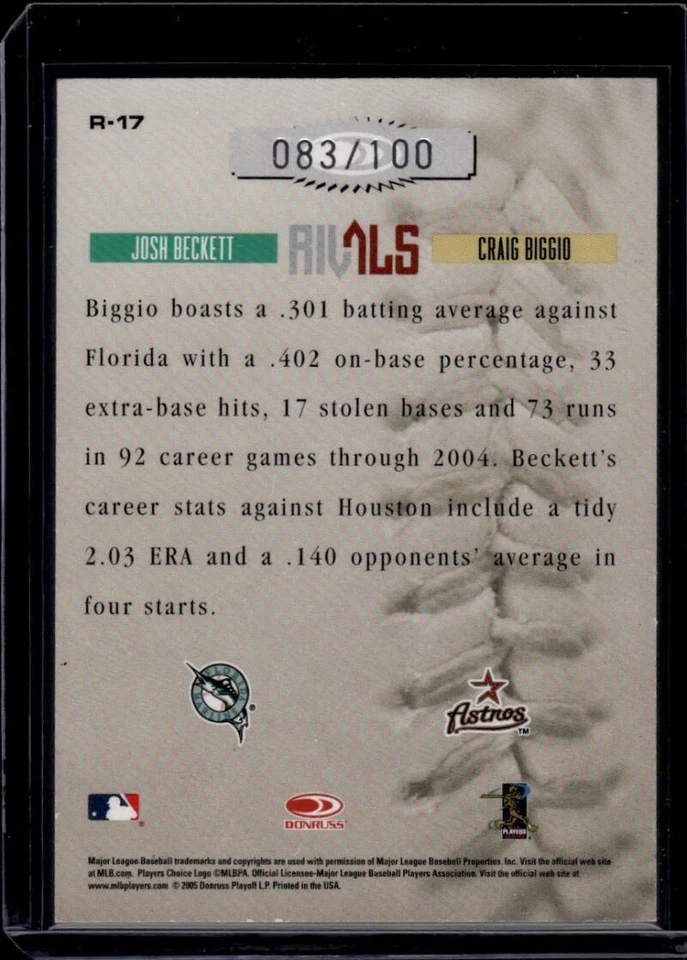 R-17
083/100
JOSH BECKETT RIVALS CRAIG BIGGIO
Biggio boasts a .301 batting average against
Florida with a .402 on-base percentage, 33
extra-base hits, 17 stolen bases and 73 runs
in 92 career games through 2004. Beckett's
career stats against Houston include a tidy
2.03 ERA and a .140 opponents' average in
four starts.
® Astros TM
® DONRUSS® PLAYERS
Major League Baseball trademarks and copyrights are used with permission of Major League Baseball Properties, Inc. Visit the official web site
at MLB.com. Players Choice Logo ©MLBPA, Official Licensee-Major League Baseball Players Association. Visit the official web site at
www.mlbplayers.com © 2005 Donruss Playoff L.P. Printed in the USA.